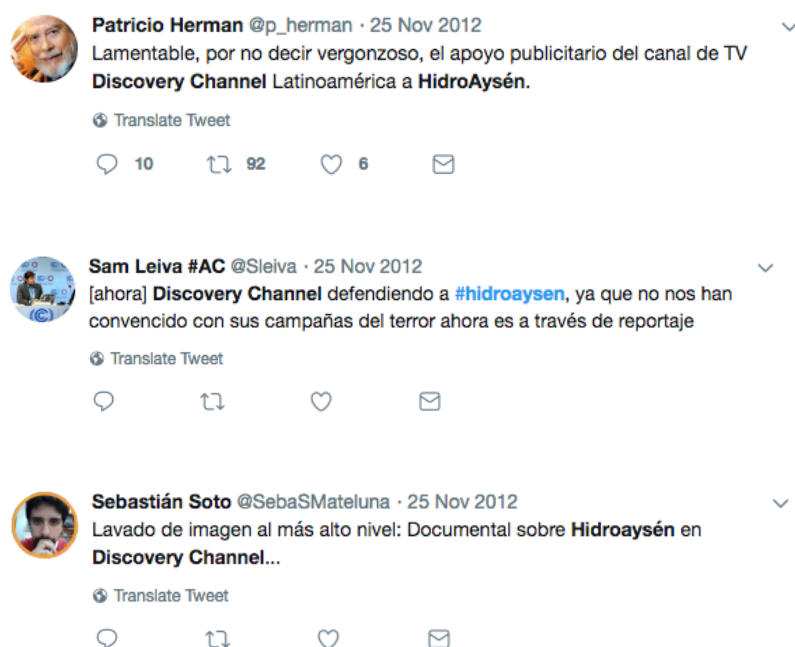 Patricio Herman @p_herman · 25 Nov 2012
Lamentable, por no decir vergonzoso, el apoyo publicitario del canal de TV
Discovery Channel Latinoamérica a HidroAysén.
Translate Tweet
10 92 6
Sam Leiva #AC @Sleiva · 25 Nov 2012
[ahora] Discovery Channel defendiendo a #hidroaysen, ya que no nos han
convencido con sus campañas del terror ahora es a través de reportaje
Translate Tweet
Sebastián Soto @SebaSMateluna · 25 Nov 2012
Lavado de imagen al más alto nivel: Documental sobre Hidroaysén en
Discovery Channel...
Translate Tweet